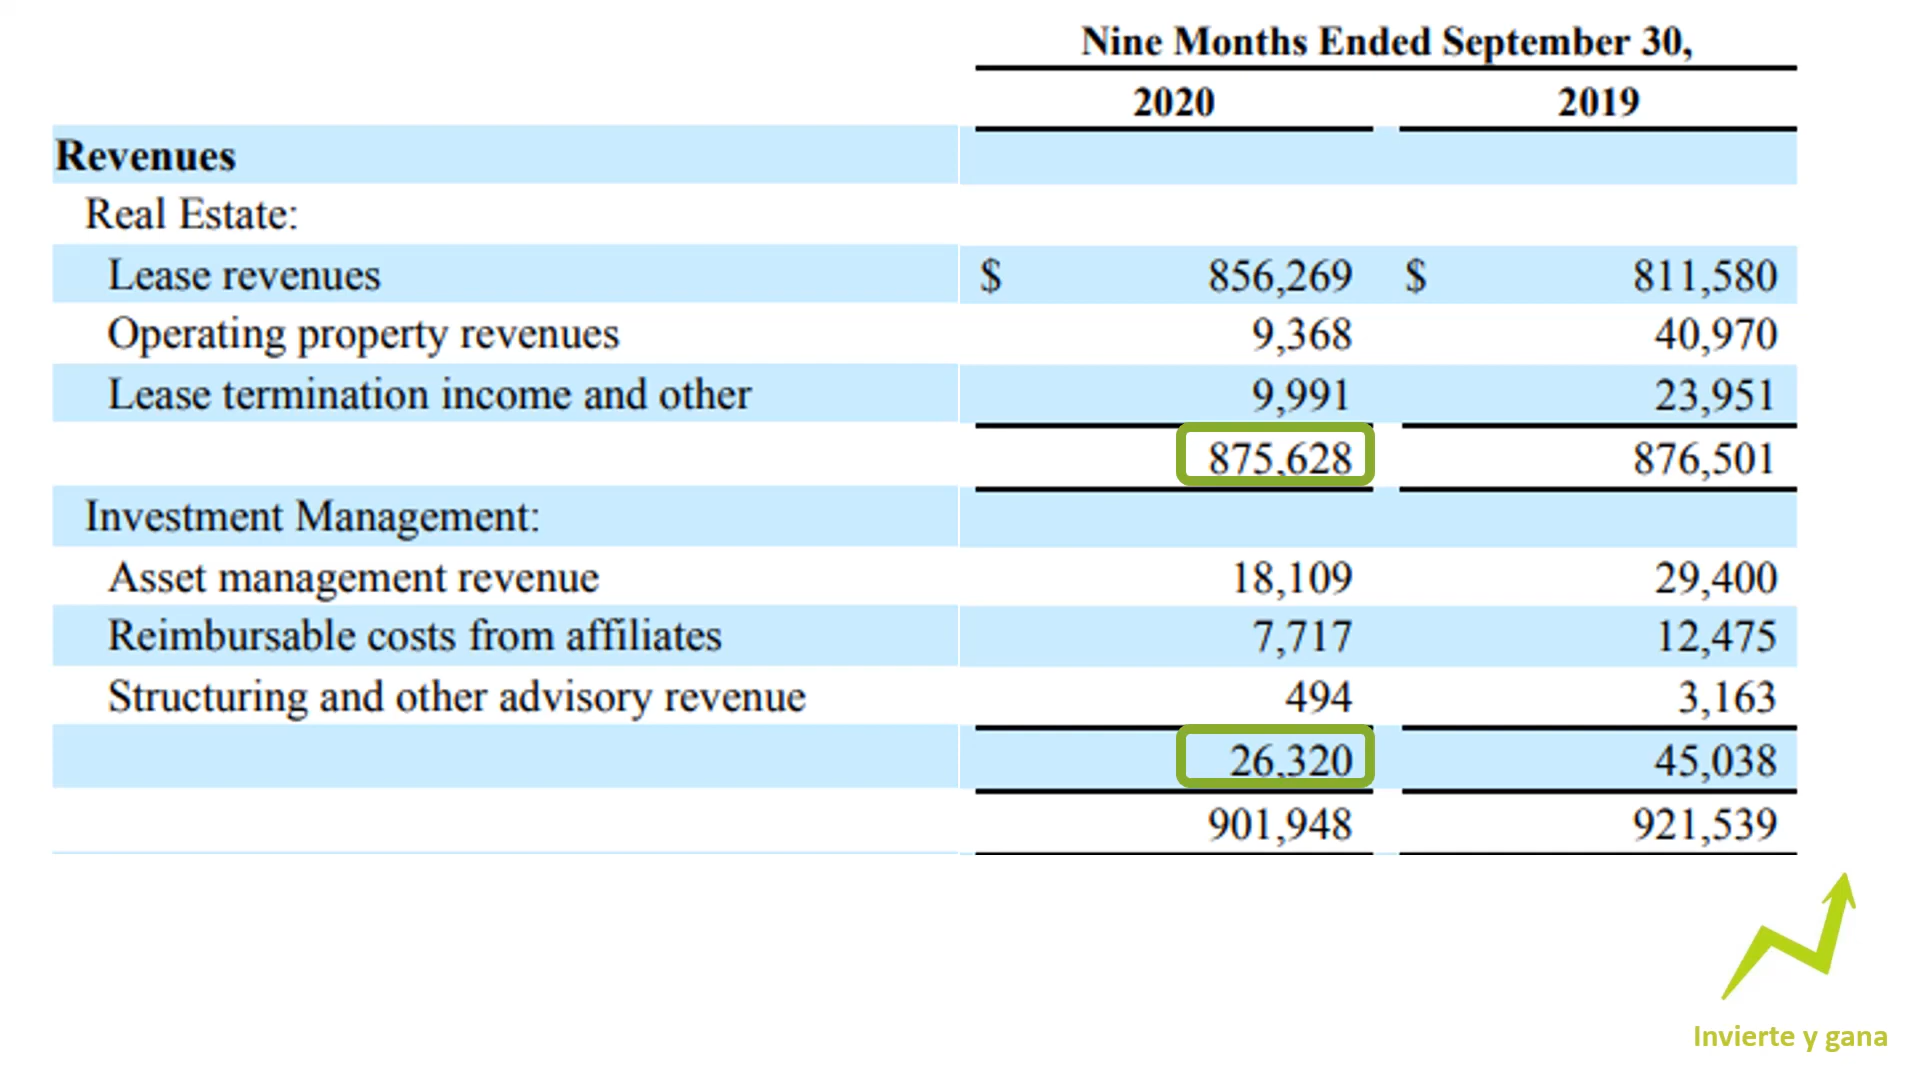 Nine Months Ended September 30,
2020 2019
Revenues
Real Estate:
Lease revenues $ 856,269 $ 811,580
Operating property revenues 9,368 40,970
Lease termination income and other 9,991 23,951
875,628 876,501
Investment Management:
Asset management revenue 18,109 29,400
Reimbursable costs from affiliates 7,717 12,475
Structuring and other advisory revenue 494 3,163
26,320 45,038
901,948 921,539
Invierte y gana